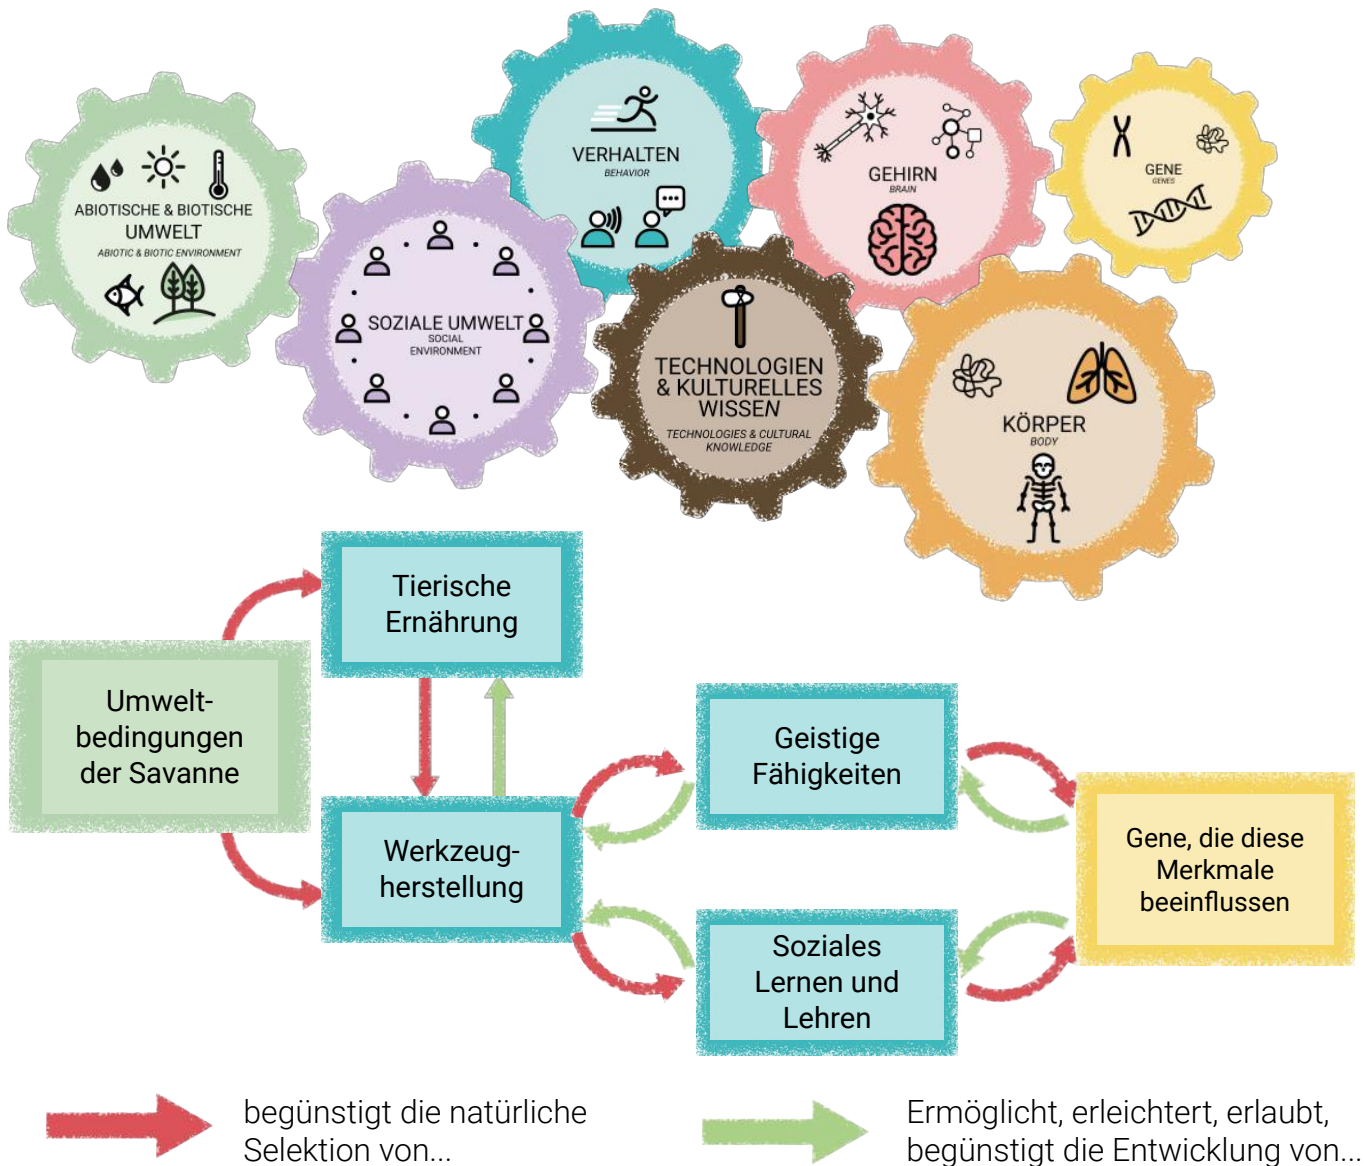 ABIOTISCHE & BIOTISCHE
UMWELT
ABIOTIC & BIOTIC ENVIRONMENT
SOZIALE UMWELT
SOCIAL
ENVIRONMENT
VERHALTEN
BEHAVIOR
TECHNOLOGIEN
& KULTURELLES
WISSEN
TECHNOLOGIES & CULTURAL
KNOWLEDGE
GEHIRN
BRAIN
KÖRPER
BODY
GENE
GENES
Tierische
Ernährung
Umwelt-
bedingungen
der Savanne
Werkzeug-
herstellung
Geistige
Fähigkeiten
Soziales
Lernen und
Lehren
Gene, die diese
Merkmale
beeinflussen
begünstigt die natürliche
Selektion von...
Ermöglicht, erleichtert, erlaubt,
begünstigt die Entwicklung von...